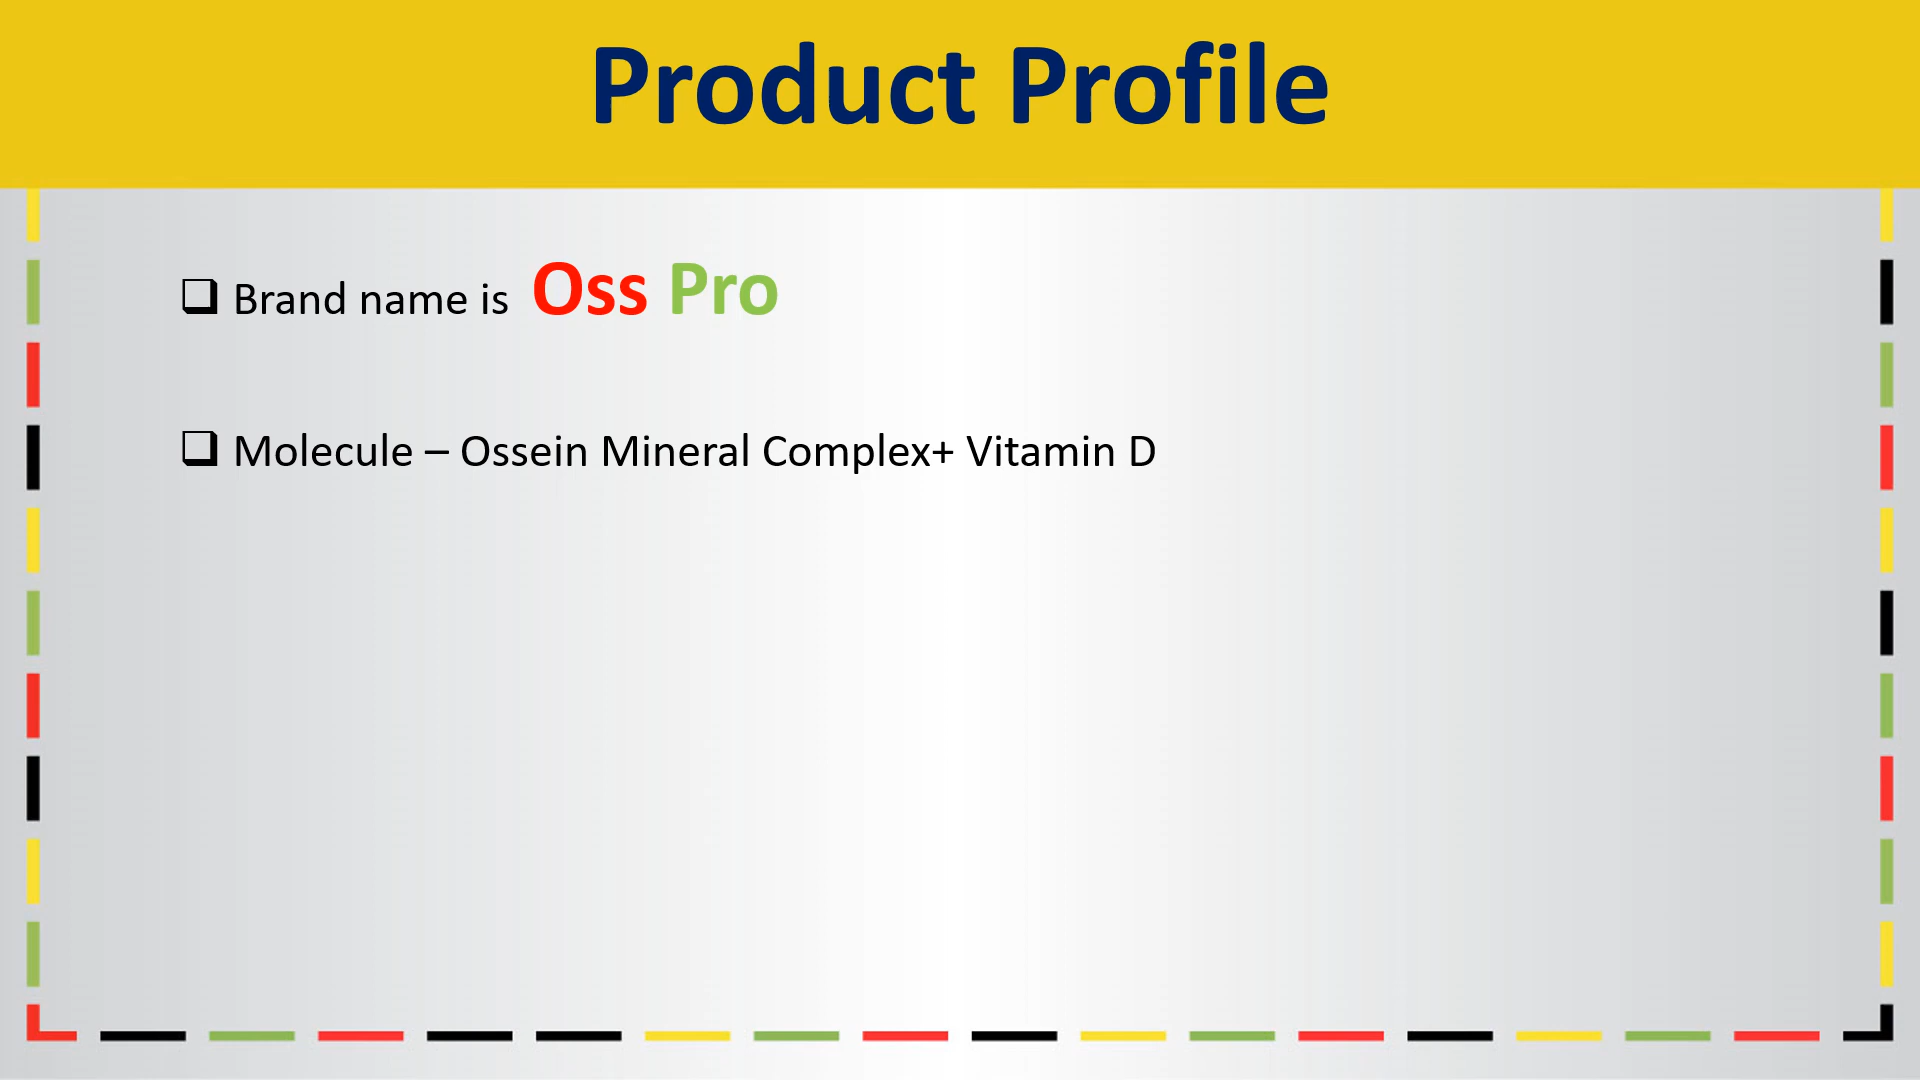 Product Profile
❑ Brand name is Oss Pro
❑ Molecule – Ossein Mineral Complex+ Vitamin D